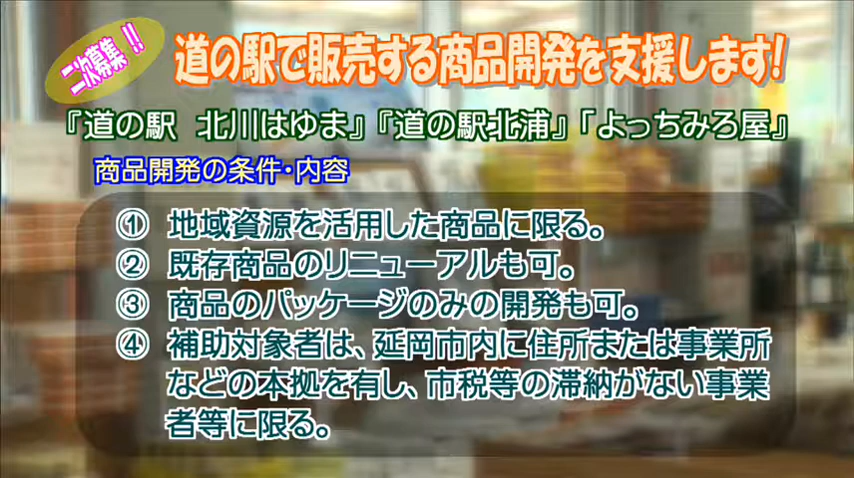 二次募集!!
道の駅で販売する商品開発を支援します!
『道の駅 北川はゆま』『道の駅北浦』「よっちみろ屋』
商品開発の条件・内容
① 地域資源を活用した商品に限る。
② 既存商品のリニューアルも可。
③ 商品のパッケージのみの開発も可。
④ 補助対象者は、延岡市内に住所または事業所
などの本拠を有し、市税等の滞納がない事業
者等に限る。